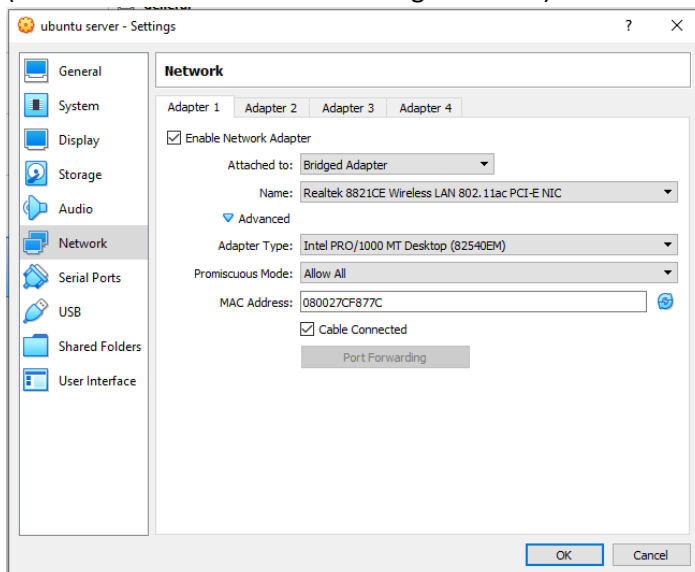 ubuntu server - Settings ? ×
General
System
Display
Storage
Audio
Network
Serial Ports
USB
Shared Folders
User Interface
Network
Adapter 1 Adapter 2 Adapter 3 Adapter 4
Enable Network Adapter
Attached to: Bridged Adapter
Name: Realtek 8821CE Wireless LAN 802.11ac PCI-E NIC
Advanced
Adapter Type: Intel PRO/1000 MT Desktop (82540EM)
Promiscuous Mode: Allow All
MAC Address: 080027CF877C
Cable Connected
Port Forwarding
OK Cancel